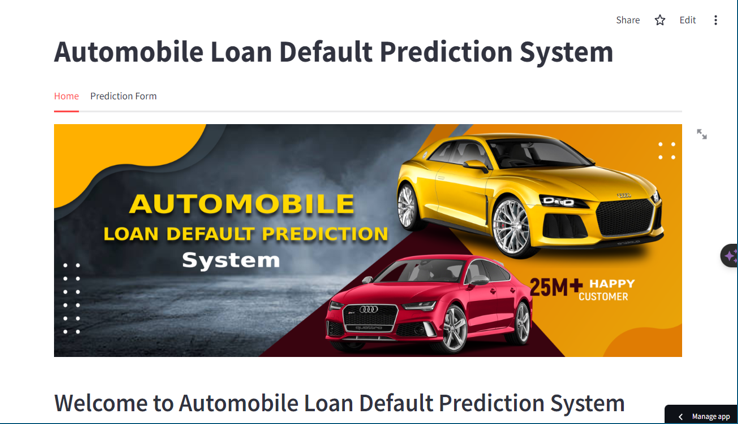 Share
Edit
Automobile Loan Default Prediction System
Home
Prediction Form
AUTOMOBILE
LOAN DEFAULT PREDICTION
System
25M+ HAPPY
CUSTOMER
Welcome to Automobile Loan Default Prediction System
Manage app